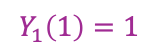 Y₁(1) = 1